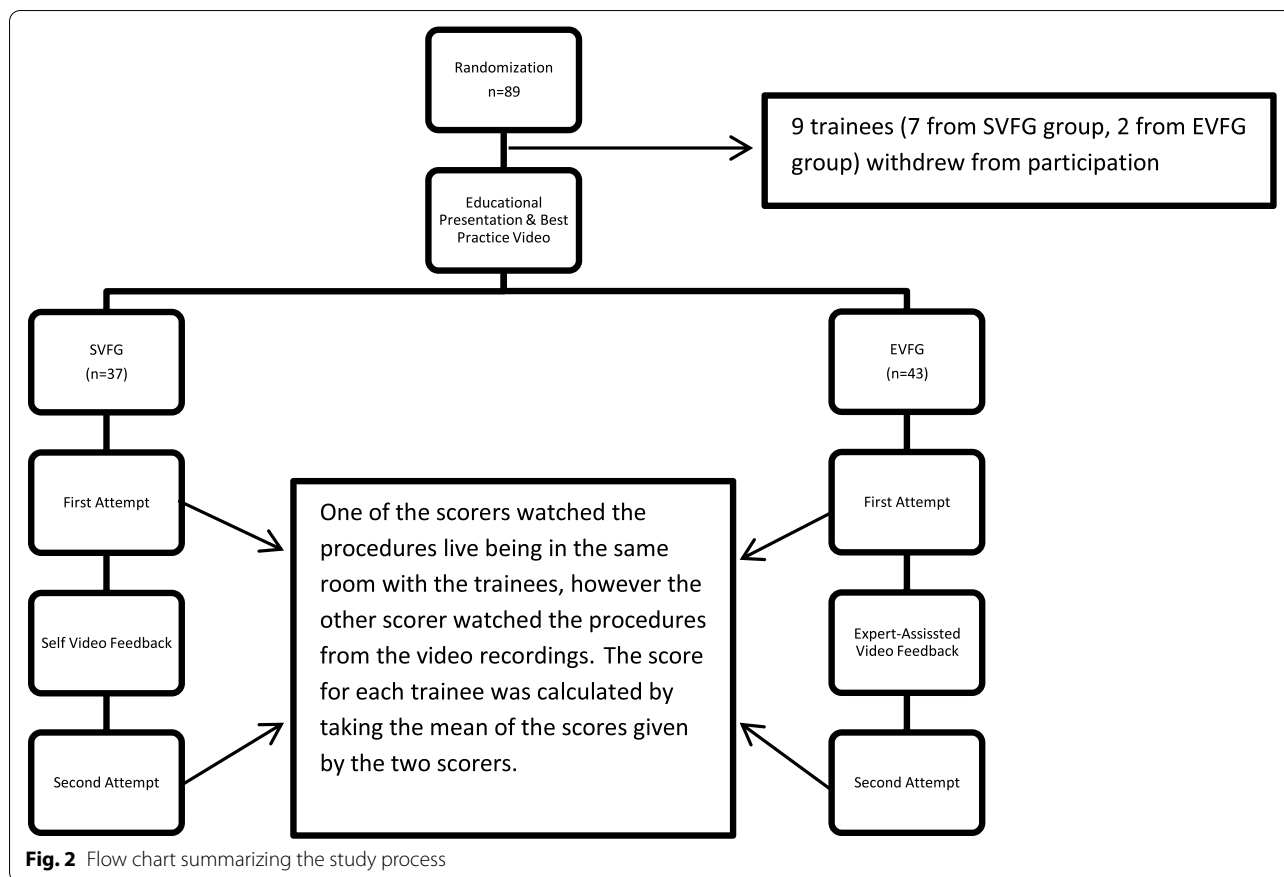 Randomization
n=89
9 trainees (7 from SVFG group, 2 from EVFG
group) withdrew from participation
Educational
Presentation & Best
Practice Video
SVFG
(n=37)
EVFG
(n=43)
First Attempt
First Attempt
One of the scorers watched the
procedures live being in the same
room with the trainees, however the
other scorer watched the procedures
from the video recordings. The score
for each trainee was calculated by
taking the mean of the scores given
by the two scorers.
Self Video Feedback
Expert-Assissted
Video Feedback
Second Attempt
Second Attempt
Fig. 2 Flow chart summarizing the study process